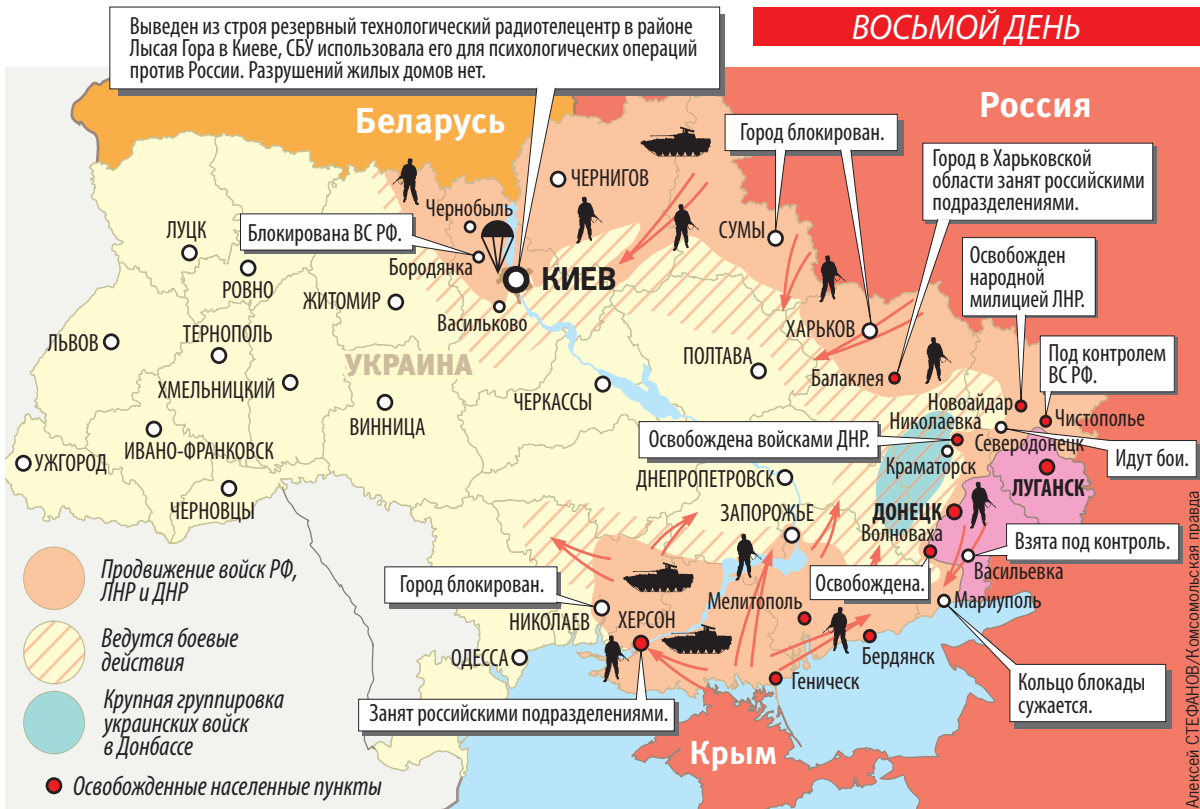 Выведен из строя резервный технологический радиотелецентр в районе
Лысая Гора в Киеве, СБУ использовала его для психологических операций
против России. Разрушений жилых домов нет.
ВОСЬМОЙ ДЕНЬ
Беларусь
Россия
Город блокирован.
Город в Харьковской
области занят российскими
подразделениями.
ЧЕРНИГОВ
Чернобыль
СУМЫ
ЛУЦК
Блокирована ВС РФ.
Бородянка
КИЕВ
Освобожден
народной
милицией ЛНР.
РОВНО
ЖИТОМИР
Васильково
ХАРЬКОВ
ЛЬВОВ
ТЕРНОПОЛЬ
УКРАИНА
ПОЛТАВА
Балаклея
Под контролем
ВС РФ.
ХМЕЛЬНИЦКИЙ
ВИННИЦА
ЧЕРКАССЫ
Новоайдар
Николаевка
Чистополье
ИВАНО-ФРАНКОВСК
Освобождена войсками ДНР.
Северодонецк
Краматорск
Идут бои.
УЖГОРОД
ЧЕРНОВЦЫ
ДНЕПРОПЕТРОВСК
ЛУГАНСК
ЗАПОРОЖЬЕ
ДОНЕЦК
Волноваха
Взята под контроль.
Васильевка
Освобождена.
Город блокирован.
НИКОЛАЕВ
ХЕРСОН
Мелитополь
Мариуполь
ОДЕССА
Бердянск
Геническ
Занят российскими подразделениями.
Кольцо блокады
сужается.
Крым
Продвижение войск РФ,
ЛНР и ДНР
Ведутся боевые
действия
Крупная группировка
украинских войск
в Донбассе
Освобожденные населенные пункты
Алексей СТЕФАНОВ/Комсомольская правда